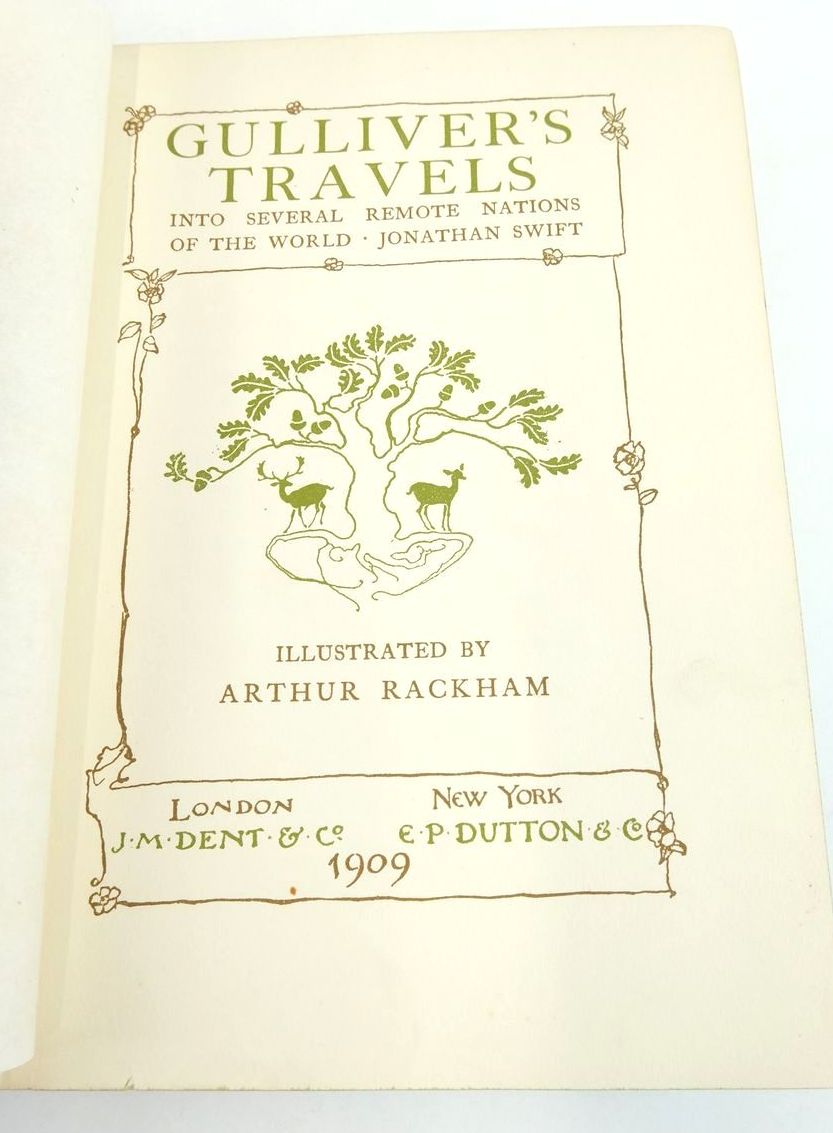 GULLIVER'S
TRAVELS
INTO SEVERAL REMOTE NATIONS
OF THE WORLD · JONATHAN SWIFT
ILLUSTRATED BY
ARTHUR RACKHAM
LONDON NEW YORK
J·M·DENT·&·Co. E·P·DUTTON·&·Co
1909